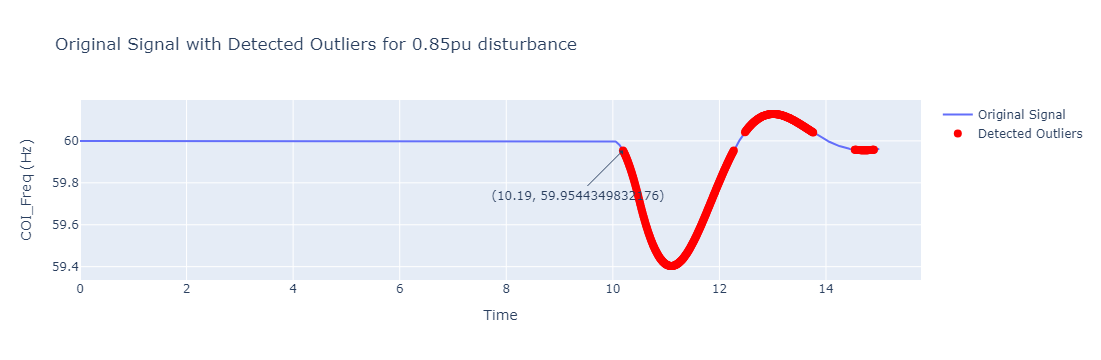 Original Signal with Detected Outliers for 0.85pu disturbance
Original Signal
Detected Outliers
COI_Freq (Hz)
60
59.8
59.6
59.4
(10.19, 59.9544349832176)
0
2
4
6
8
10
12
14
Time